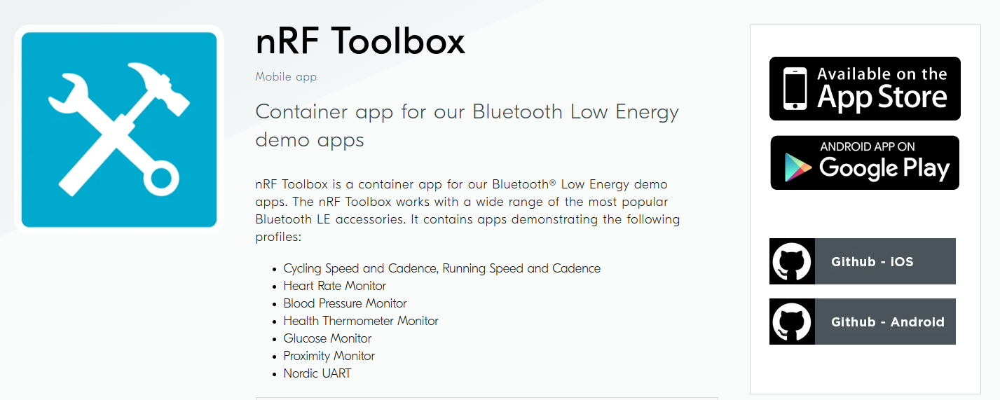 nRF Toolbox
Mobile app
Container app for our Bluetooth Low Energy
demo apps
nRF Toolbox is a container app for our Bluetooth® Low Energy demo
apps. The nRF Toolbox works with a wide range of the most popular
Bluetooth LE accessories. It contains apps demonstrating the following
profiles:
• Cycling Speed and Cadence, Running Speed and Cadence
• Heart Rate Monitor
• Blood Pressure Monitor
• Health Thermometer Monitor
• Glucose Monitor
• Proximity Monitor
• Nordic UART
Available on the
App Store
ANDROID APP ON
Google Play
Github - iOS
Github - Android